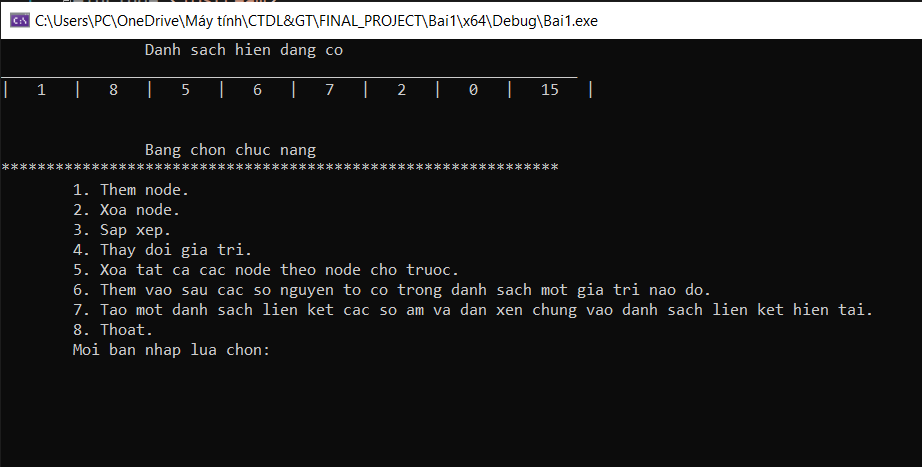 C:\Users\PC\OneDrive\Máy tính\CTDL&GT\FINAL_PROJECT\Bai1\x64\Debug\Bai1.exe
Danh sach hien dang co
________________________________________________________________
|   1   |   8   |   5   |   6   |   7   |   2   |   0   |   15   |
Bang chon chuc nang
**************************************************************
1. Them node.
2. Xoa node.
3. Sap xep.
4. Thay doi gia tri.
5. Xoa tat ca cac node theo node cho truoc.
6. Them vao sau cac so nguyen to co trong danh sach mot gia tri nao do.
7. Tao mot danh sach lien ket cac so am va dan xen chung vao danh sach lien ket hien tai.
8. Thoat.
Moi ban nhap lua chon: